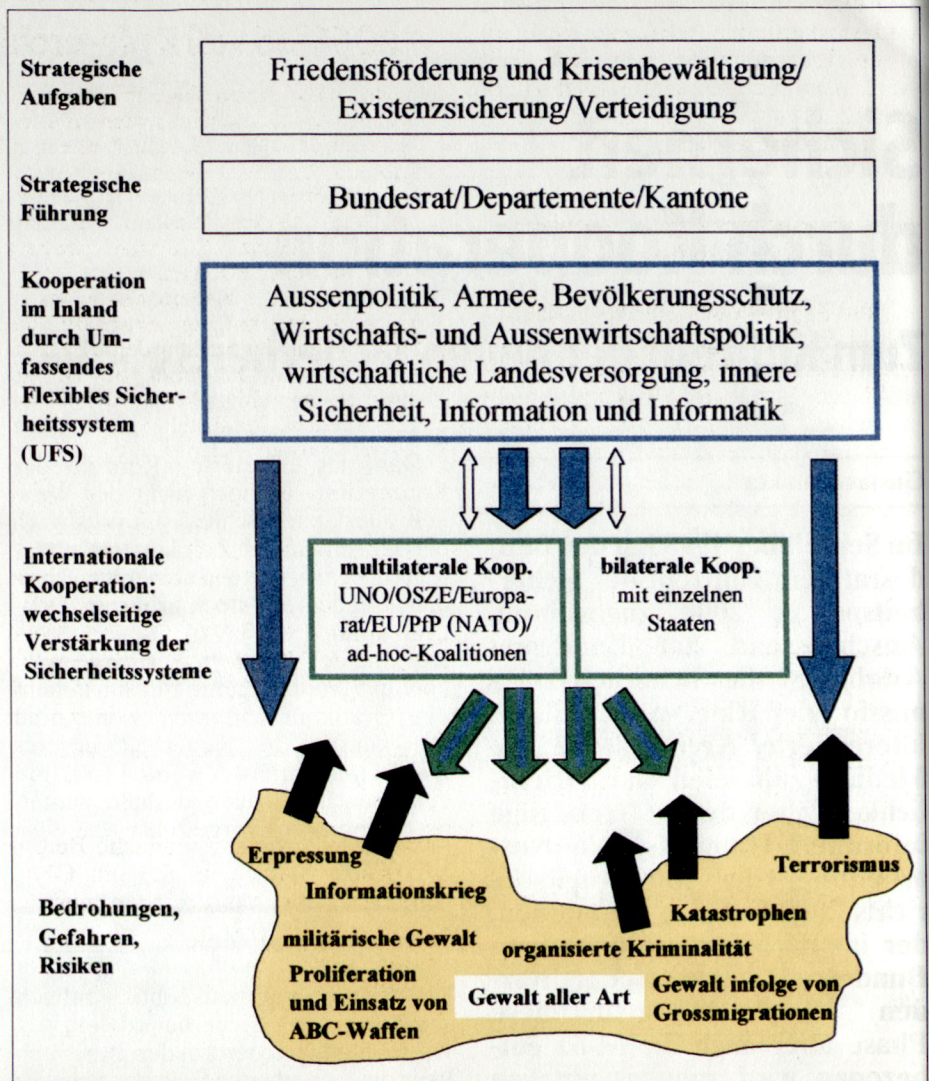 Strategische
Aufgaben
Friedensförderung und Krisenbewältigung/
Existenzsicherung/Verteidigung
Strategische
Führung
Bundesrat/Departemente/Kantone
Kooperation
im Inland
durch Um-
fassendes
Flexibles Sicher-
heitssystem
(UFS)
Aussenpolitik, Armee, Bevölkerungsschutz,
Wirtschafts- und Aussenwirtschaftspolitik,
wirtschaftliche Landesversorgung, innere
Sicherheit, Information und Informatik
Internationale
Kooperation:
wechselseitige
Verstärkung der
Sicherheitssysteme
multilaterale Koop.
UNO/OSZE/Europa-
rat/EU/PfP (NATO)/
ad-hoc-Koalitionen
bilaterale Koop.
mit einzelnen
Staaten
Bedrohungen,
Gefahren,
Risiken
Erpressung
Informationskrieg
militärische Gewalt
Proliferation
und Einsatz von
ABC-Waffen
Gewalt aller Art
organisierte Kriminalität
Katastrophen
Terrorismus
Gewalt infolge von
Grossmigrationen